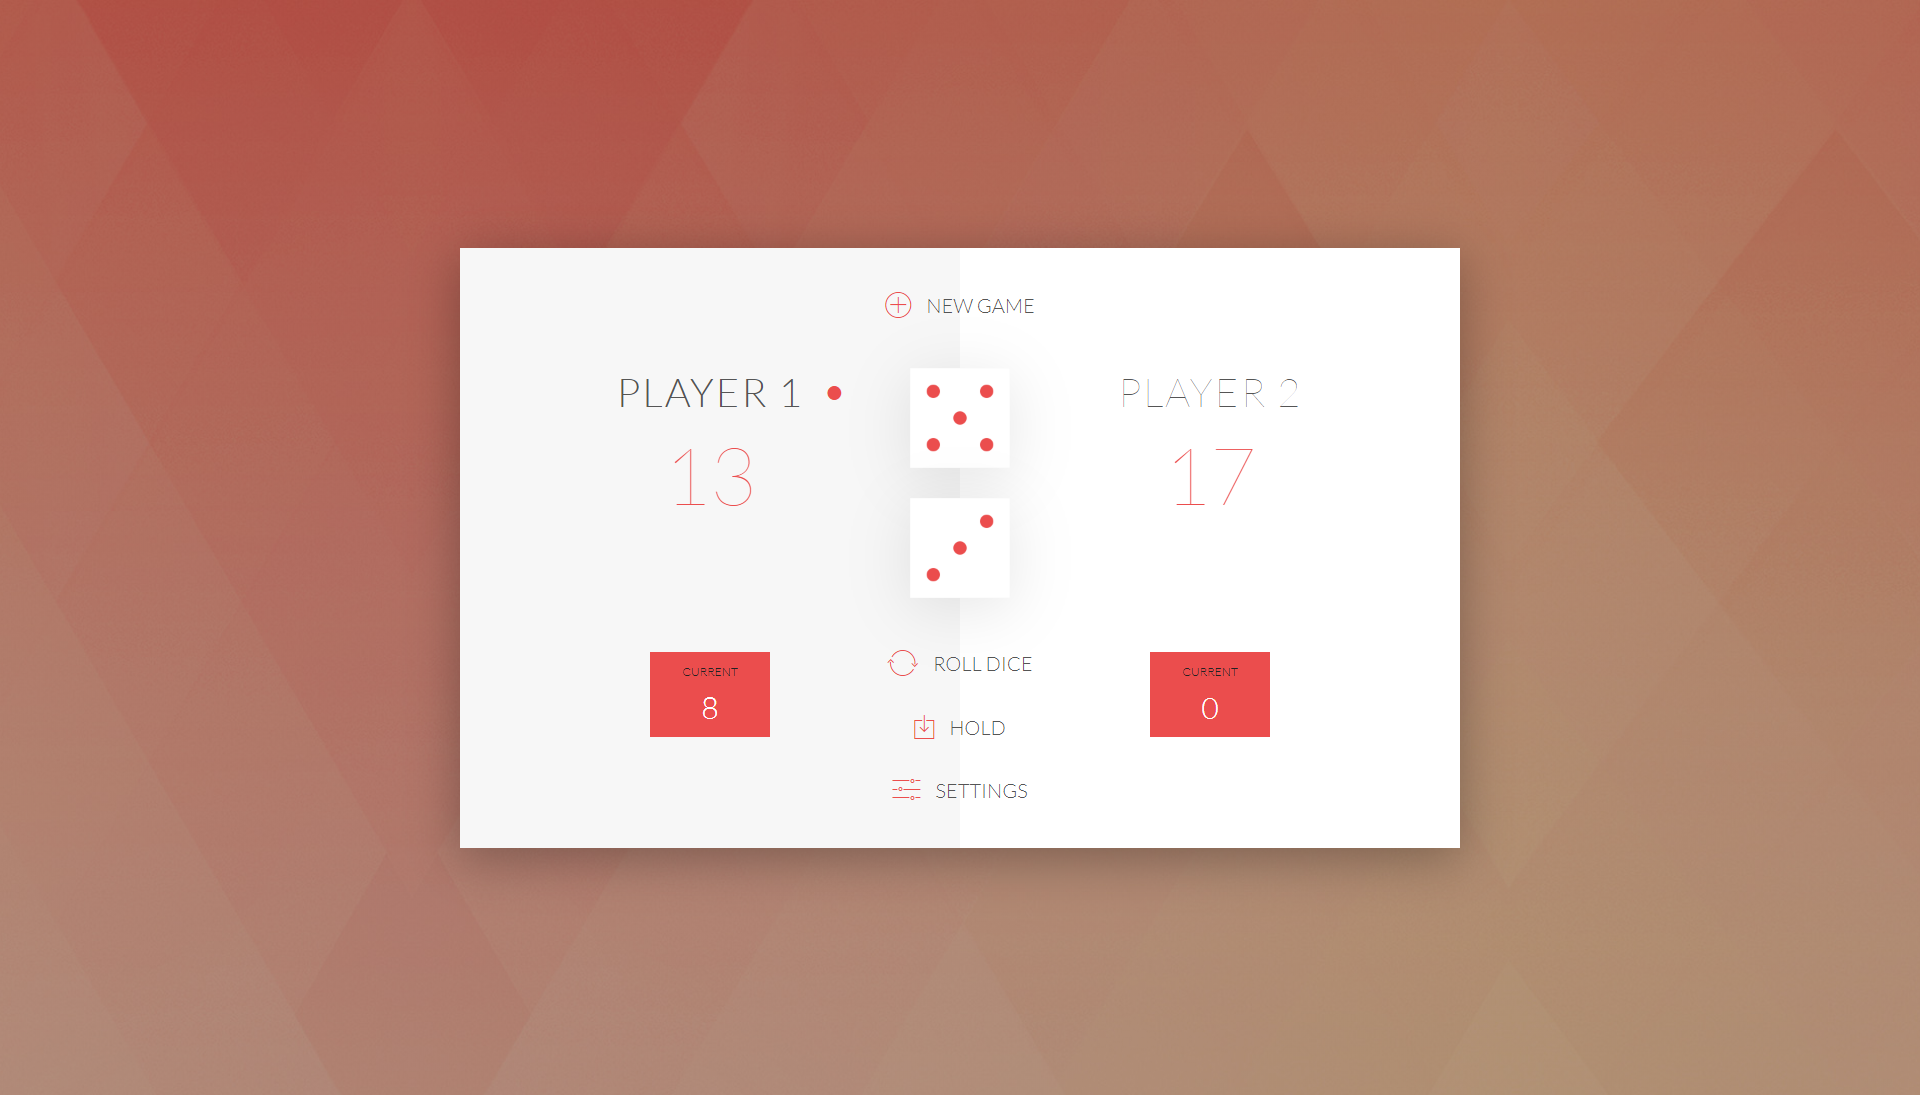 NEW GAME
PLAYER 1
13
PLAYER 2
17
CURRENT
8
CURRENT
0
ROLL DICE
HOLD
SETTINGS